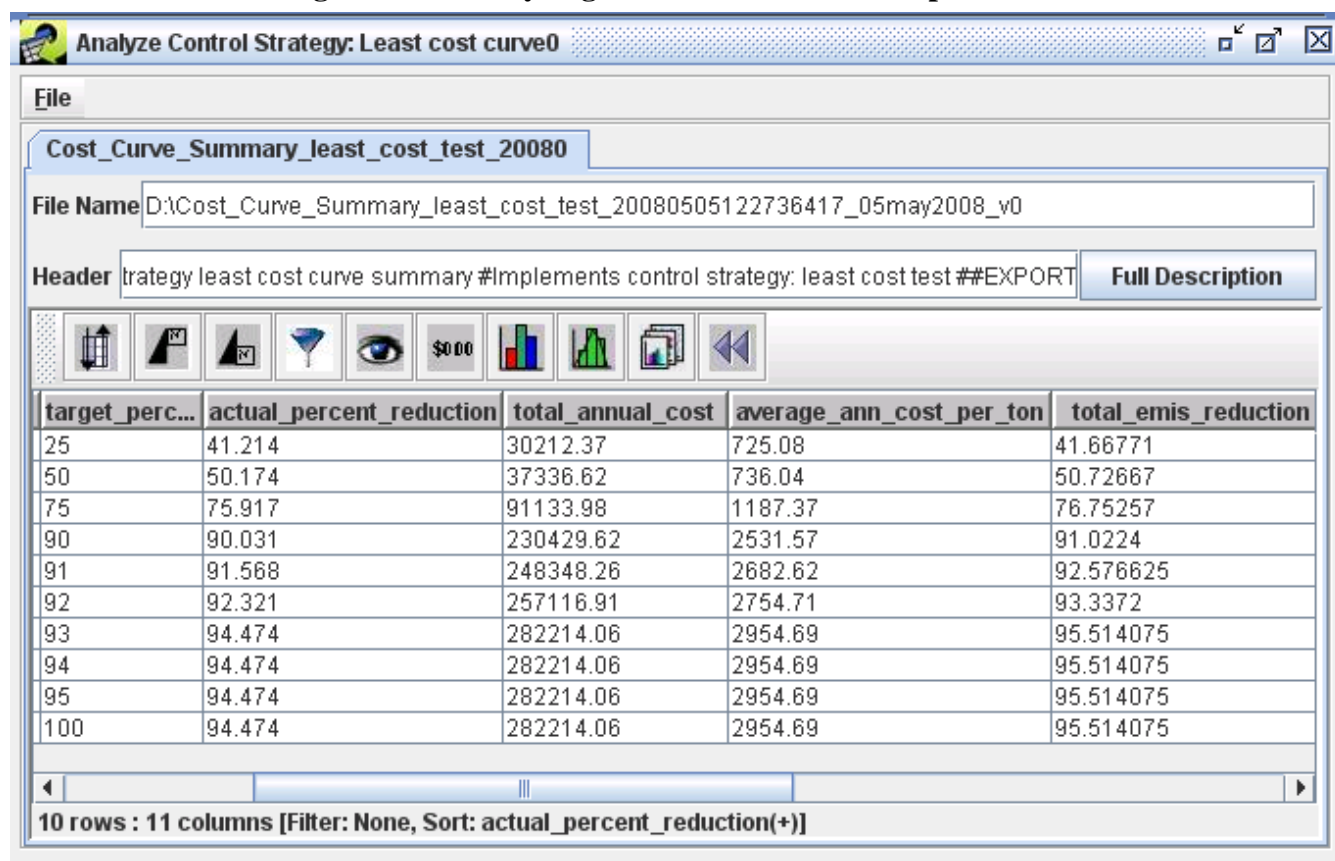 Analyze Control Strategy: Least cost curve0
File
Cost_Curve_Summary_least_cost_test_20080
File Name D:\Cost_Curve_Summary_least_cost_test_20080505122736417_05may2008_v0
Header trategy least cost curve summary #Implements control strategy: least cost test ##EXPORT Full Description
$0.00
target_perc... actual_percent_reduction total_annual_cost average_ann_cost_per_ton total_emis_reduction
25 41.214 30212.37 725.08 41.66771
50 50.174 37336.62 736.04 50.72667
75 75.917 91133.98 1187.37 76.75257
90 90.031 230429.62 2531.57 91.0224
91 91.568 248348.26 2682.62 92.576625
92 92.321 257116.91 2754.71 93.3372
93 94.474 282214.06 2954.69 95.514075
94 94.474 282214.06 2954.69 95.514075
95 94.474 282214.06 2954.69 95.514075
100 94.474 282214.06 2954.69 95.514075
10 rows : 11 columns [Filter: None, Sort: actual_percent_reduction(+)]